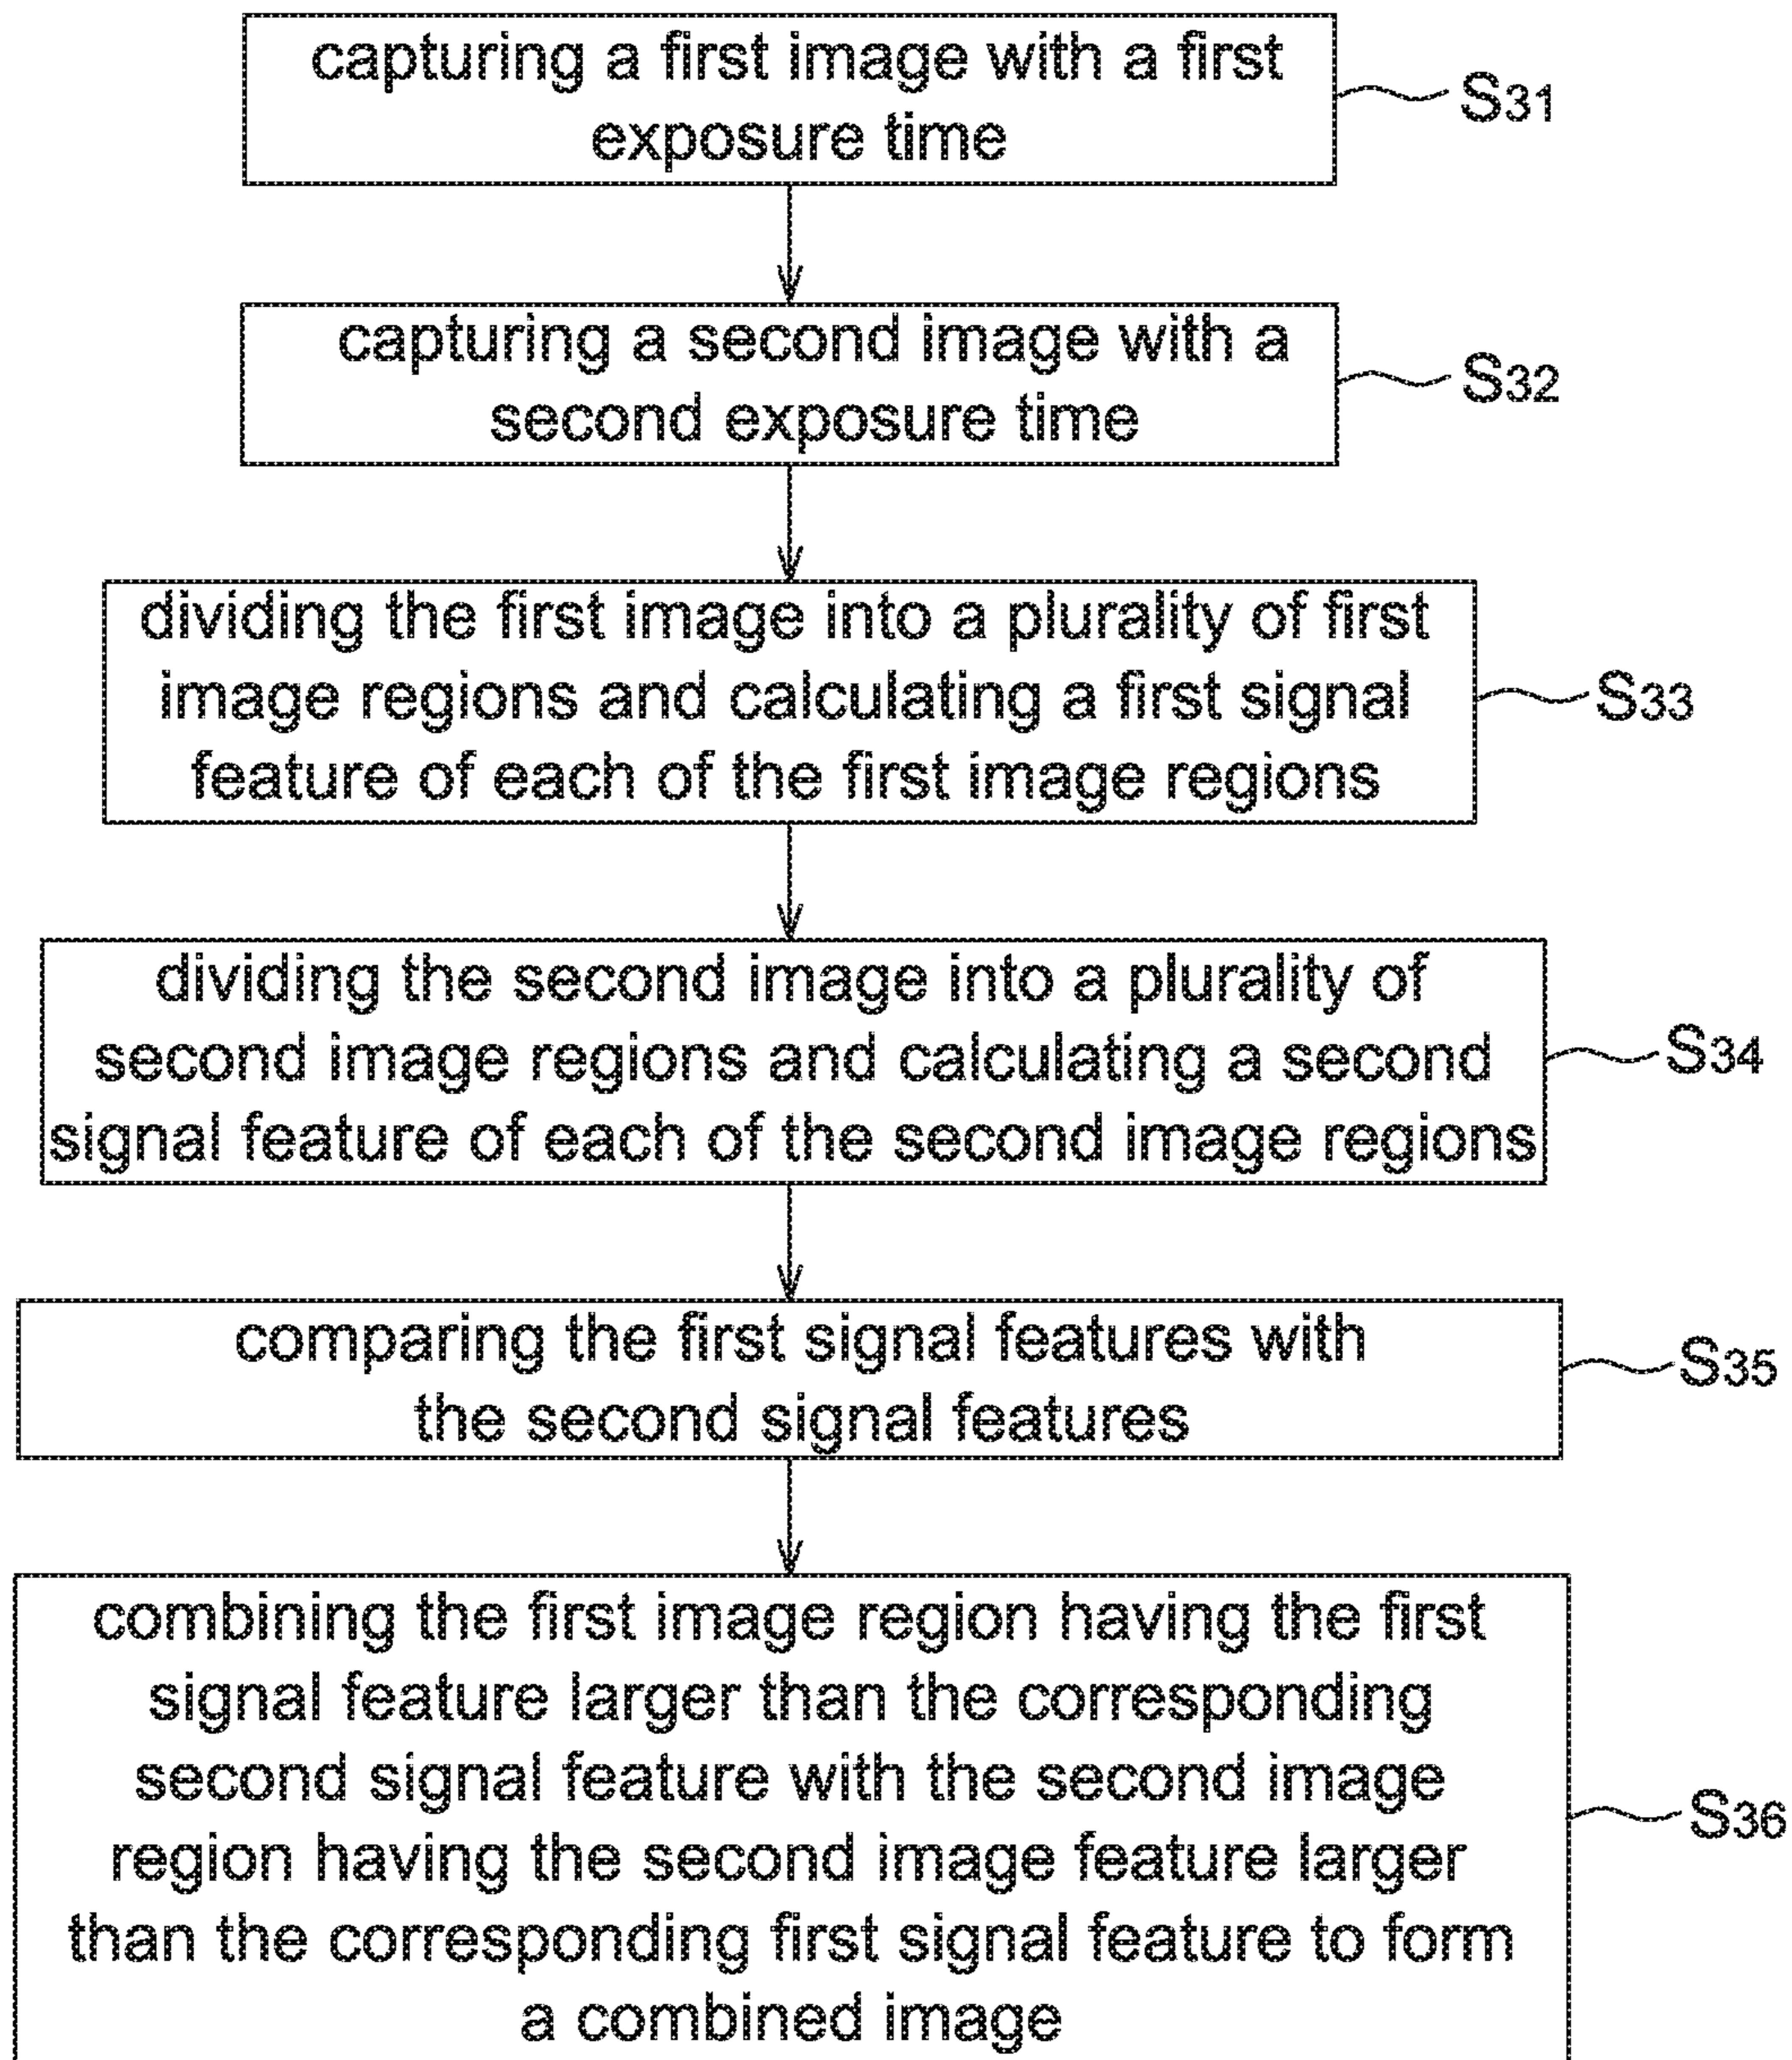 capturing a first image with a first
exposure time
S31
capturing a second image with a
second exposure time
S32
dividing the first image into a plurality of first
image regions and calculating a first signal
feature of each of the first image regions
S33
dividing the second image into a plurality of
second image regions and calculating a second
signal feature of each of the second image regions
S34
comparing the first signal features with
the second signal features
S35
combining the first image region having the first
signal feature larger than the corresponding
second signal feature with the second image
region having the second image feature larger
than the corresponding first signal feature to form
a combined image
S36